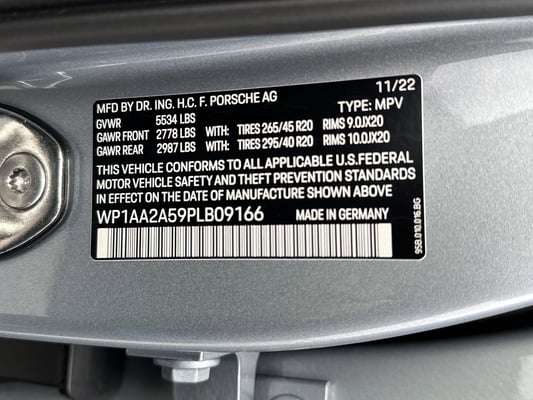 11/22
MFD BY DR. ING. H.C. F. PORSCHE AG
GVWR 5534 LBS TYPE: MPV
GAWR FRONT 2778 LBS WITH: TIRES 265/45 R20 RIMS 9.0JX20
GAWR REAR 2987 LBS WITH: TIRES 295/40 R20 RIMS 10.0JX20
THIS VEHICLE CONFORMS TO ALL APPLICABLE U.S.FEDERAL
MOTOR VEHICLE SAFETY AND THEFT PREVENTION STANDARDS
IN EFFECT ON THE DATE OF MANUFACTURE SHOWN ABOVE
WP1AA2A59PLB09166 MADE IN GERMANY
95B.010.016.BG